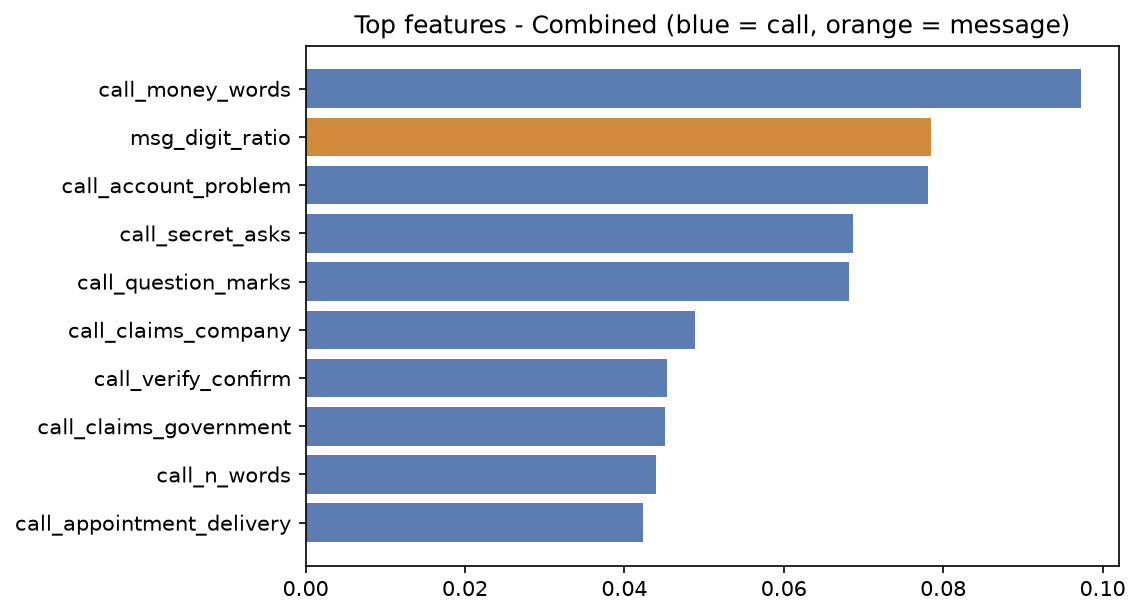 Top features - Combined (blue = call, orange = message)
call_money_words
msg_digit_ratio
call_account_problem
call_secret_asks
call_question_marks
call_claims_company
call_verify_confirm
call_claims_government
call_n_words
call_appointment_delivery
0.00 0.02 0.04 0.06 0.08 0.10